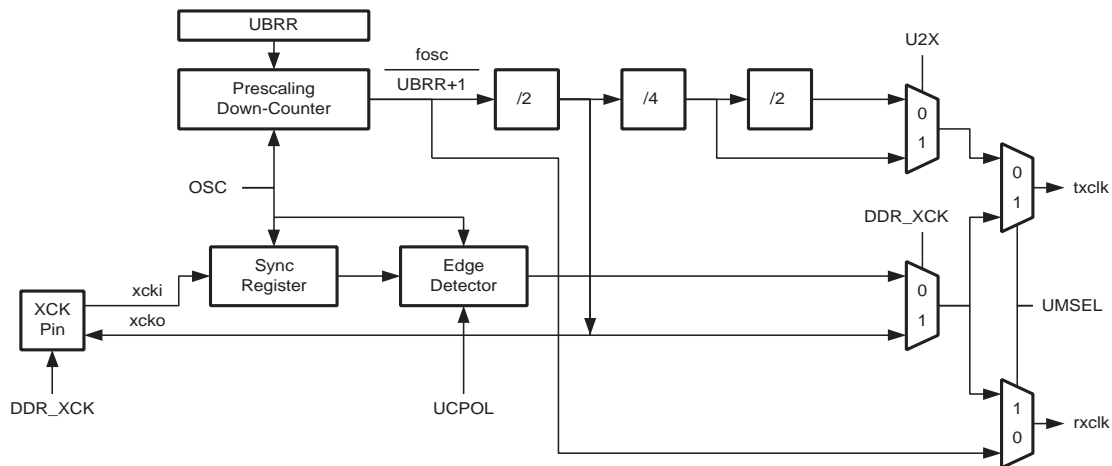 UBRR
fosc
U2X
Prescaling
Down-Counter
UBRR+1
/2
/4
/2
0
1
OSC
0
1
txclk
DDR_XCK
Sync
Register
Edge
Detector
0
1
xcki
XCK
Pin
xcko
UMSEL
DDR_XCK
UCPOL
1
0
rxclk